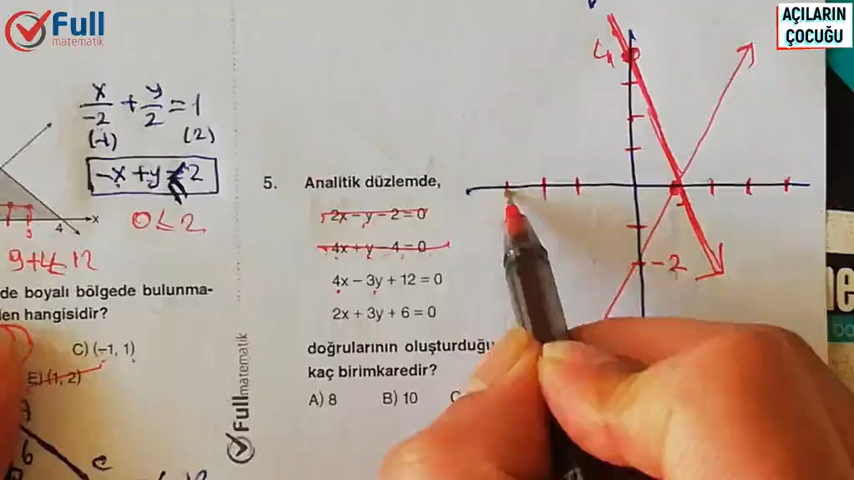 Full
matematik
AÇILARIN
ÇOCUĞU
x/-2 + y/2 = 1
(-1) (2)
-x + y ≤ 2
0 ≤ 2
4 x
9+4≤12
de boyalı bölgede bulunma-
en hangisidir?
C) (-1, 1)
E) (1, 2)
6
c
Full matematik
5. Analitik düzlemde,
2x - y - 2 = 0
4x + y - 4 = 0
4x - 3y + 12 = 0
2x + 3y + 6 = 0
doğrularının oluşturduğu
kaç birimkaredir?
A) 8 B) 10 C
4
-2